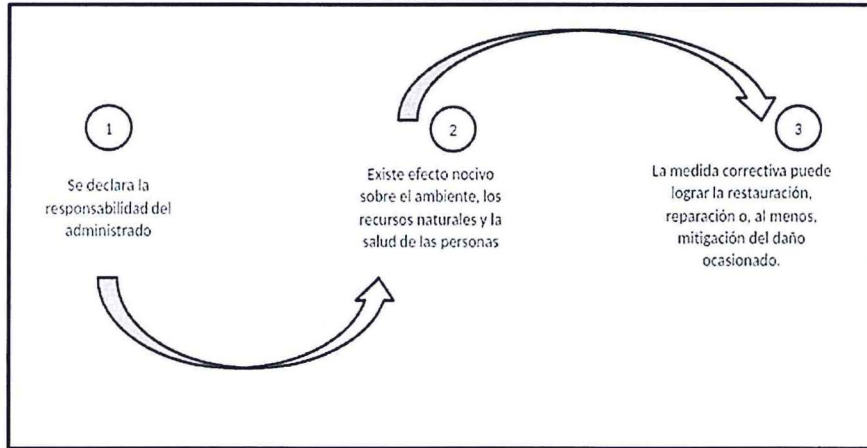 1
Se declara la
responsabilidad del
administrado
2
Existe efecto nocivo
sobre el ambiente, los
recursos naturales y la
salud de las personas
3
La medida correctiva puede
lograr la restauración,
reparación o, al menos,
mitigación del daño
ocasionado.